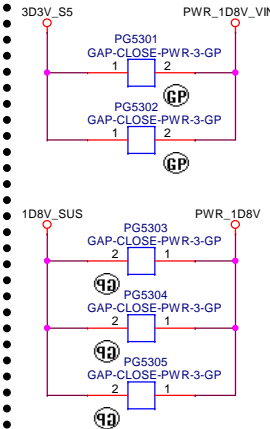 3D3V_S5 PWR_1D8V_VIN
PG5301
GAP-CLOSE-PWR-3-GP
1 2
GP
PG5302
GAP-CLOSE-PWR-3-GP
1 2
GP
1D8V_SUS PWR_1D8V
PG5303
GAP-CLOSE-PWR-3-GP
2 1
GP
PG5304
GAP-CLOSE-PWR-3-GP
2 1
GP
PG5305
GAP-CLOSE-PWR-3-GP
2 1
GP